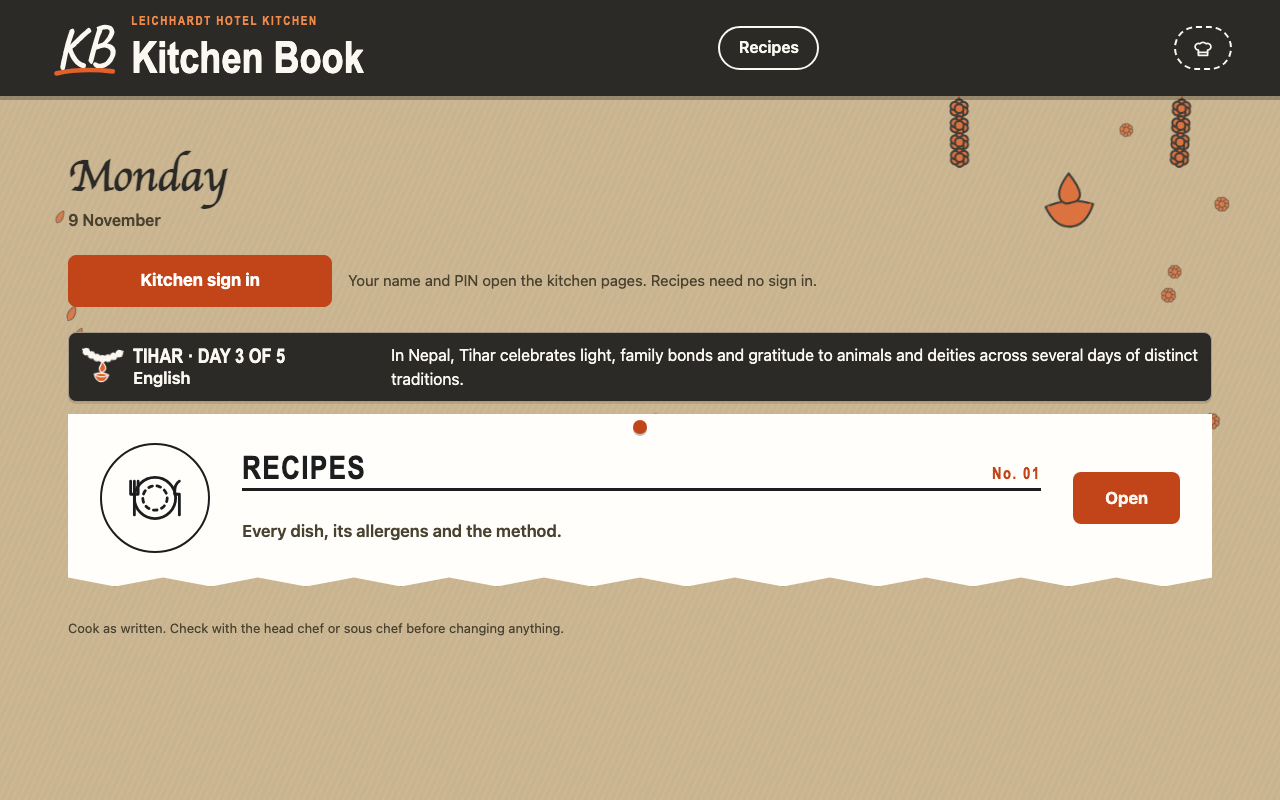 KB
LEICHHARDT HOTEL KITCHEN
Kitchen Book
Recipes
Monday
9 November
Kitchen sign in
Your name and PIN open the kitchen pages. Recipes need no sign in.
TIHAR · DAY 3 OF 5
English
In Nepal, Tihar celebrates light, family bonds and gratitude to animals and deities across several days of distinct
traditions.
RECIPES
No. 01
Every dish, its allergens and the method.
Open
Cook as written. Check with the head chef or sous chef before changing anything.